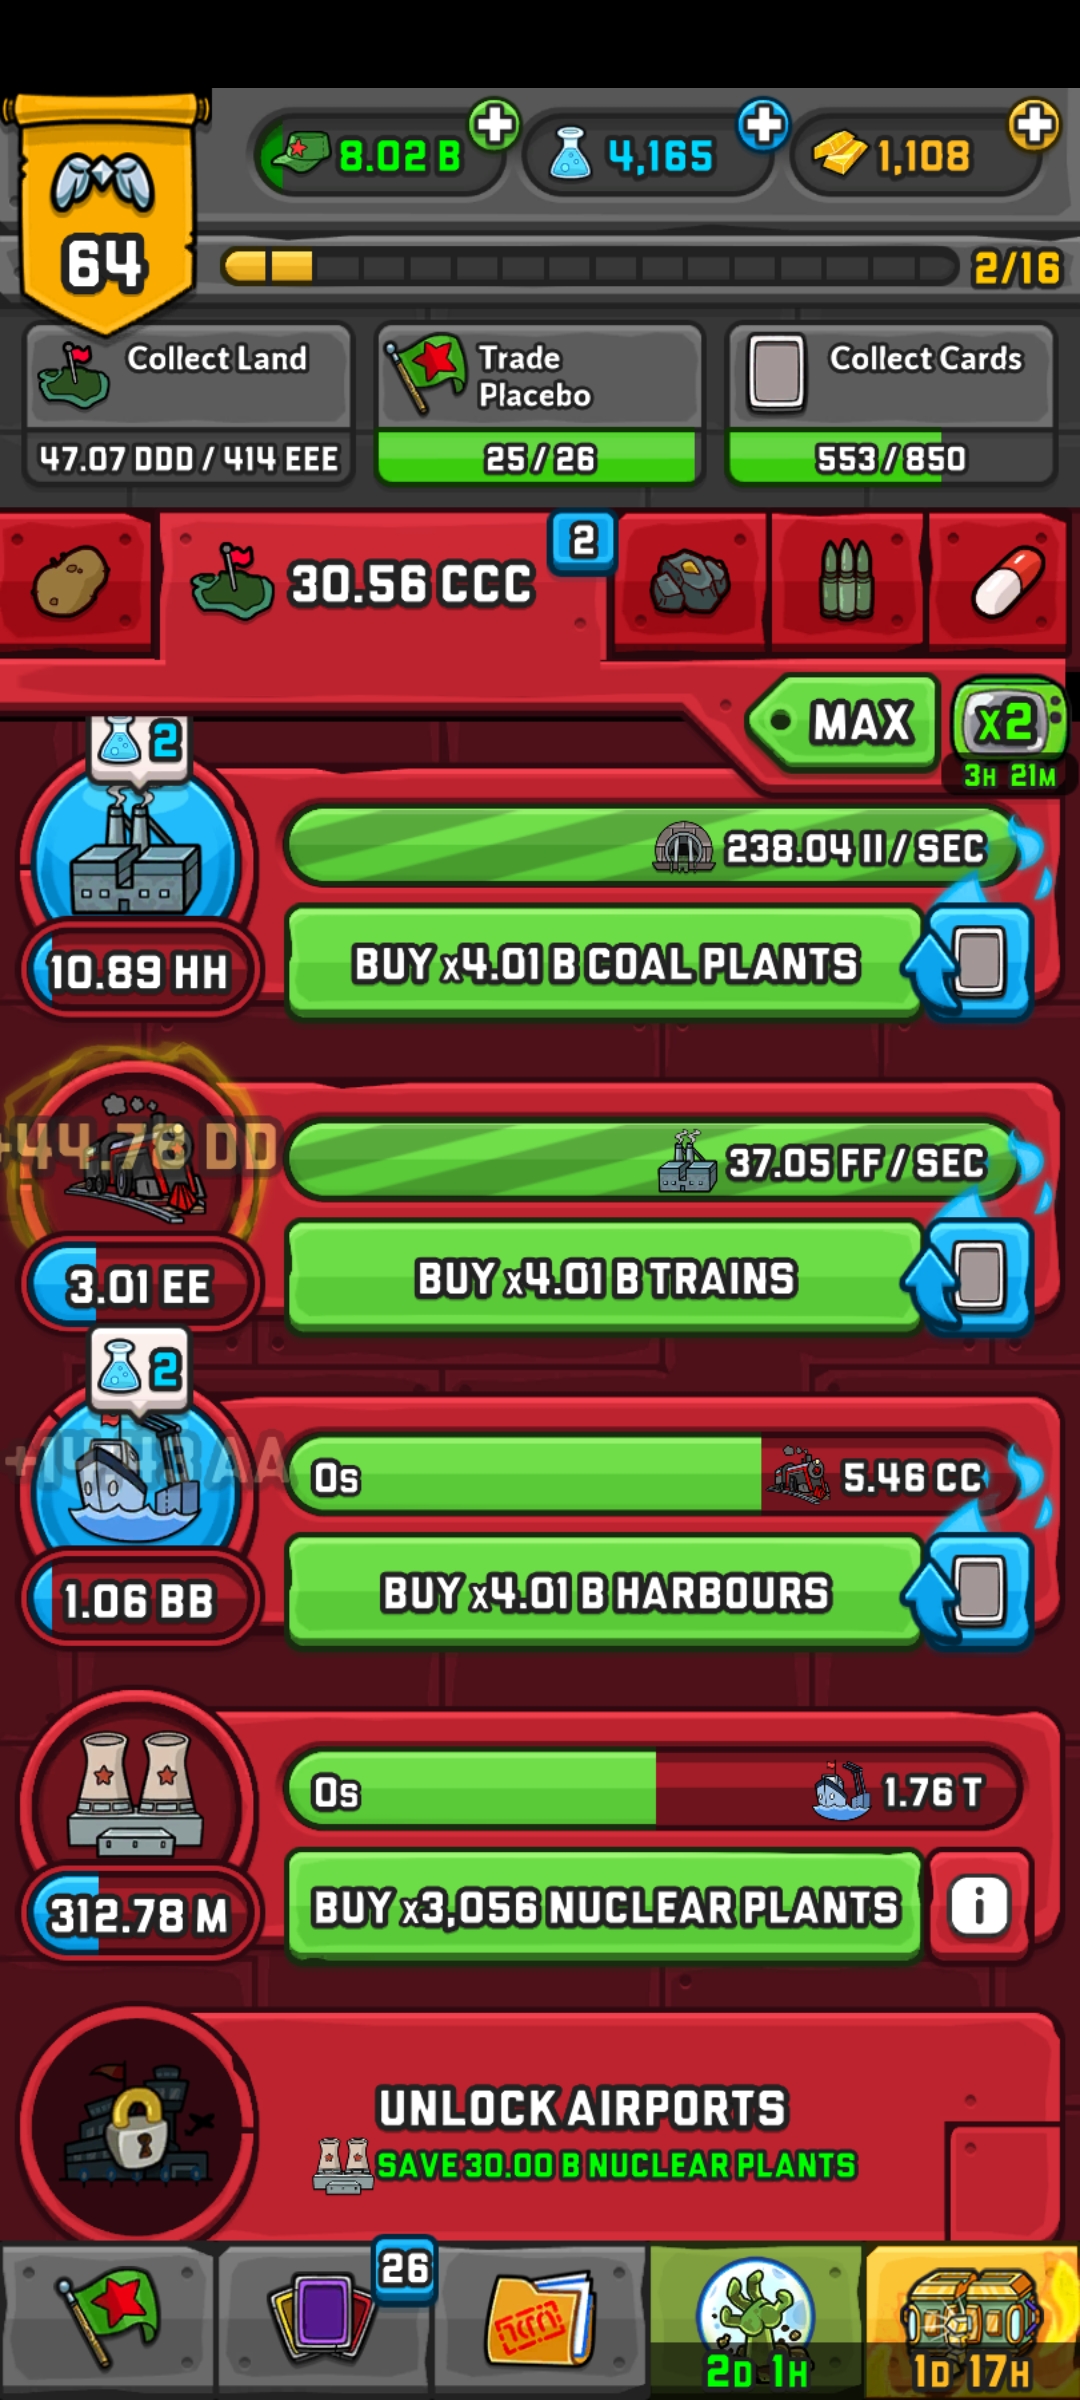 8.02 B
4,165
1,108
64
2/16
Collect Land
47.07 DDD / 414 EEE
Trade
Placebo
25 / 26
Collect Cards
553 / 850
30.56 CCC
2
MAX
x2
3H 21M
2
238.04 II / SEC
10.89 HH
BUY x4.01 B COAL PLANTS
+44.78 DD
37.05 FF / SEC
3.01 EE
BUY x4.01 B TRAINS
2
0s
5.46 CC
1.06 BB
BUY x4.01 B HARBOURS
0s
1.76 T
312.78 M
BUY x3,056 NUCLEAR PLANTS
i
UNLOCK AIRPORTS
SAVE 30.00 B NUCLEAR PLANTS
26
2D 1H
1D 17H